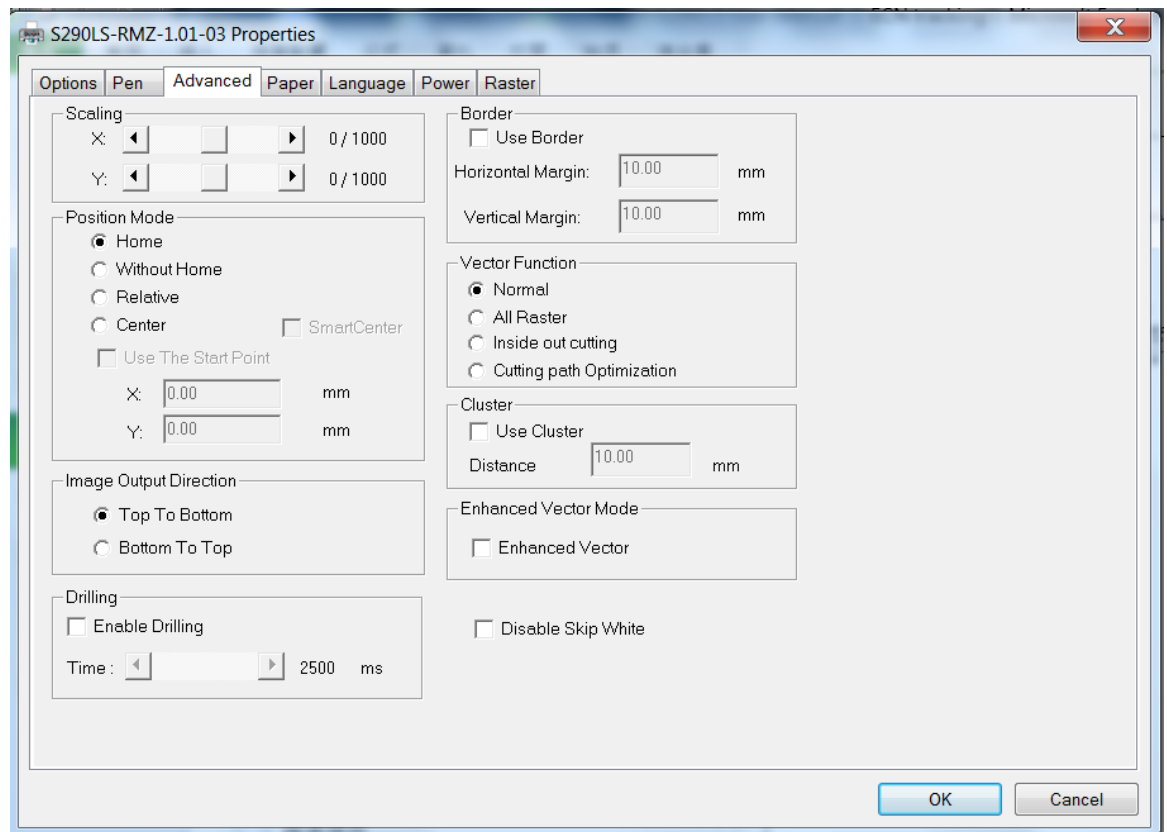 S290LS-RMZ-1.01-03 Properties
Options Pen Advanced Paper Language Power Raster
Scaling
X: 0 / 1000
Y: 0 / 1000
Position Mode
Home
Without Home
Relative
Center SmartCenter
Use The Start Point
X: 0.00 mm
Y: 0.00 mm
Image Output Direction
Top To Bottom
Bottom To Top
Drilling
Enable Drilling
Time : 2500 ms
Border
Use Border
Horizontal Margin: 10.00 mm
Vertical Margin: 10.00 mm
Vector Function
Normal
All Raster
Inside out cutting
Cutting path Optimization
Cluster
Use Cluster
Distance 10.00 mm
Enhanced Vector Mode
Enhanced Vector
Disable Skip White
OK Cancel